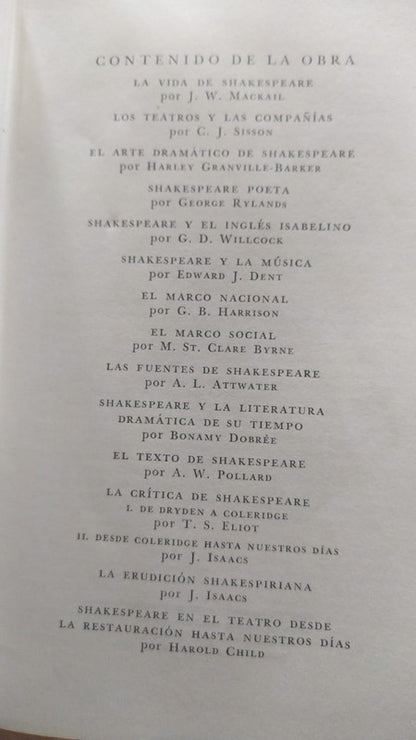 CONTENIDO DE LA OBRA
LA VIDA DE SHAKESPEARE
por J. W. Mackail
LOS TEATROS Y LAS COMPAÑÍAS
por C. J. Sisson
EL ARTE DRAMÁTICO DE SHAKESPEARE
por Harley Granville-Barker
SHAKESPEARE POETA
por George Rylands
SHAKESPEARE Y EL INGLÉS ISABELINO
por G. D. Willcock
SHAKESPEARE Y LA MÚSICA
por Edward J. Dent
EL MARCO NACIONAL
por G. B. Harrison
EL MARCO SOCIAL
por M. St. Clare Byrne
LAS FUENTES DE SHAKESPEARE
por A. L. Attwater
SHAKESPEARE Y LA LITERATURA
DRAMÁTICA DE SU TIEMPO
por Bonamy Dobrée
EL TEXTO DE SHAKESPEARE
por A. W. Pollard
LA CRÍTICA DE SHAKESPEARE
I. DE DRYDEN A COLERIDGE
por T. S. Eliot
II. DESDE COLERIDGE HASTA NUESTROS DÍAS
por J. Isaacs
LA ERUDICIÓN SHAKESPIRIANA
por J. Isaacs
SHAKESPEARE EN EL TEATRO DESDE
LA RESTAURACIÓN HASTA NUESTROS DÍAS
por Harold Child